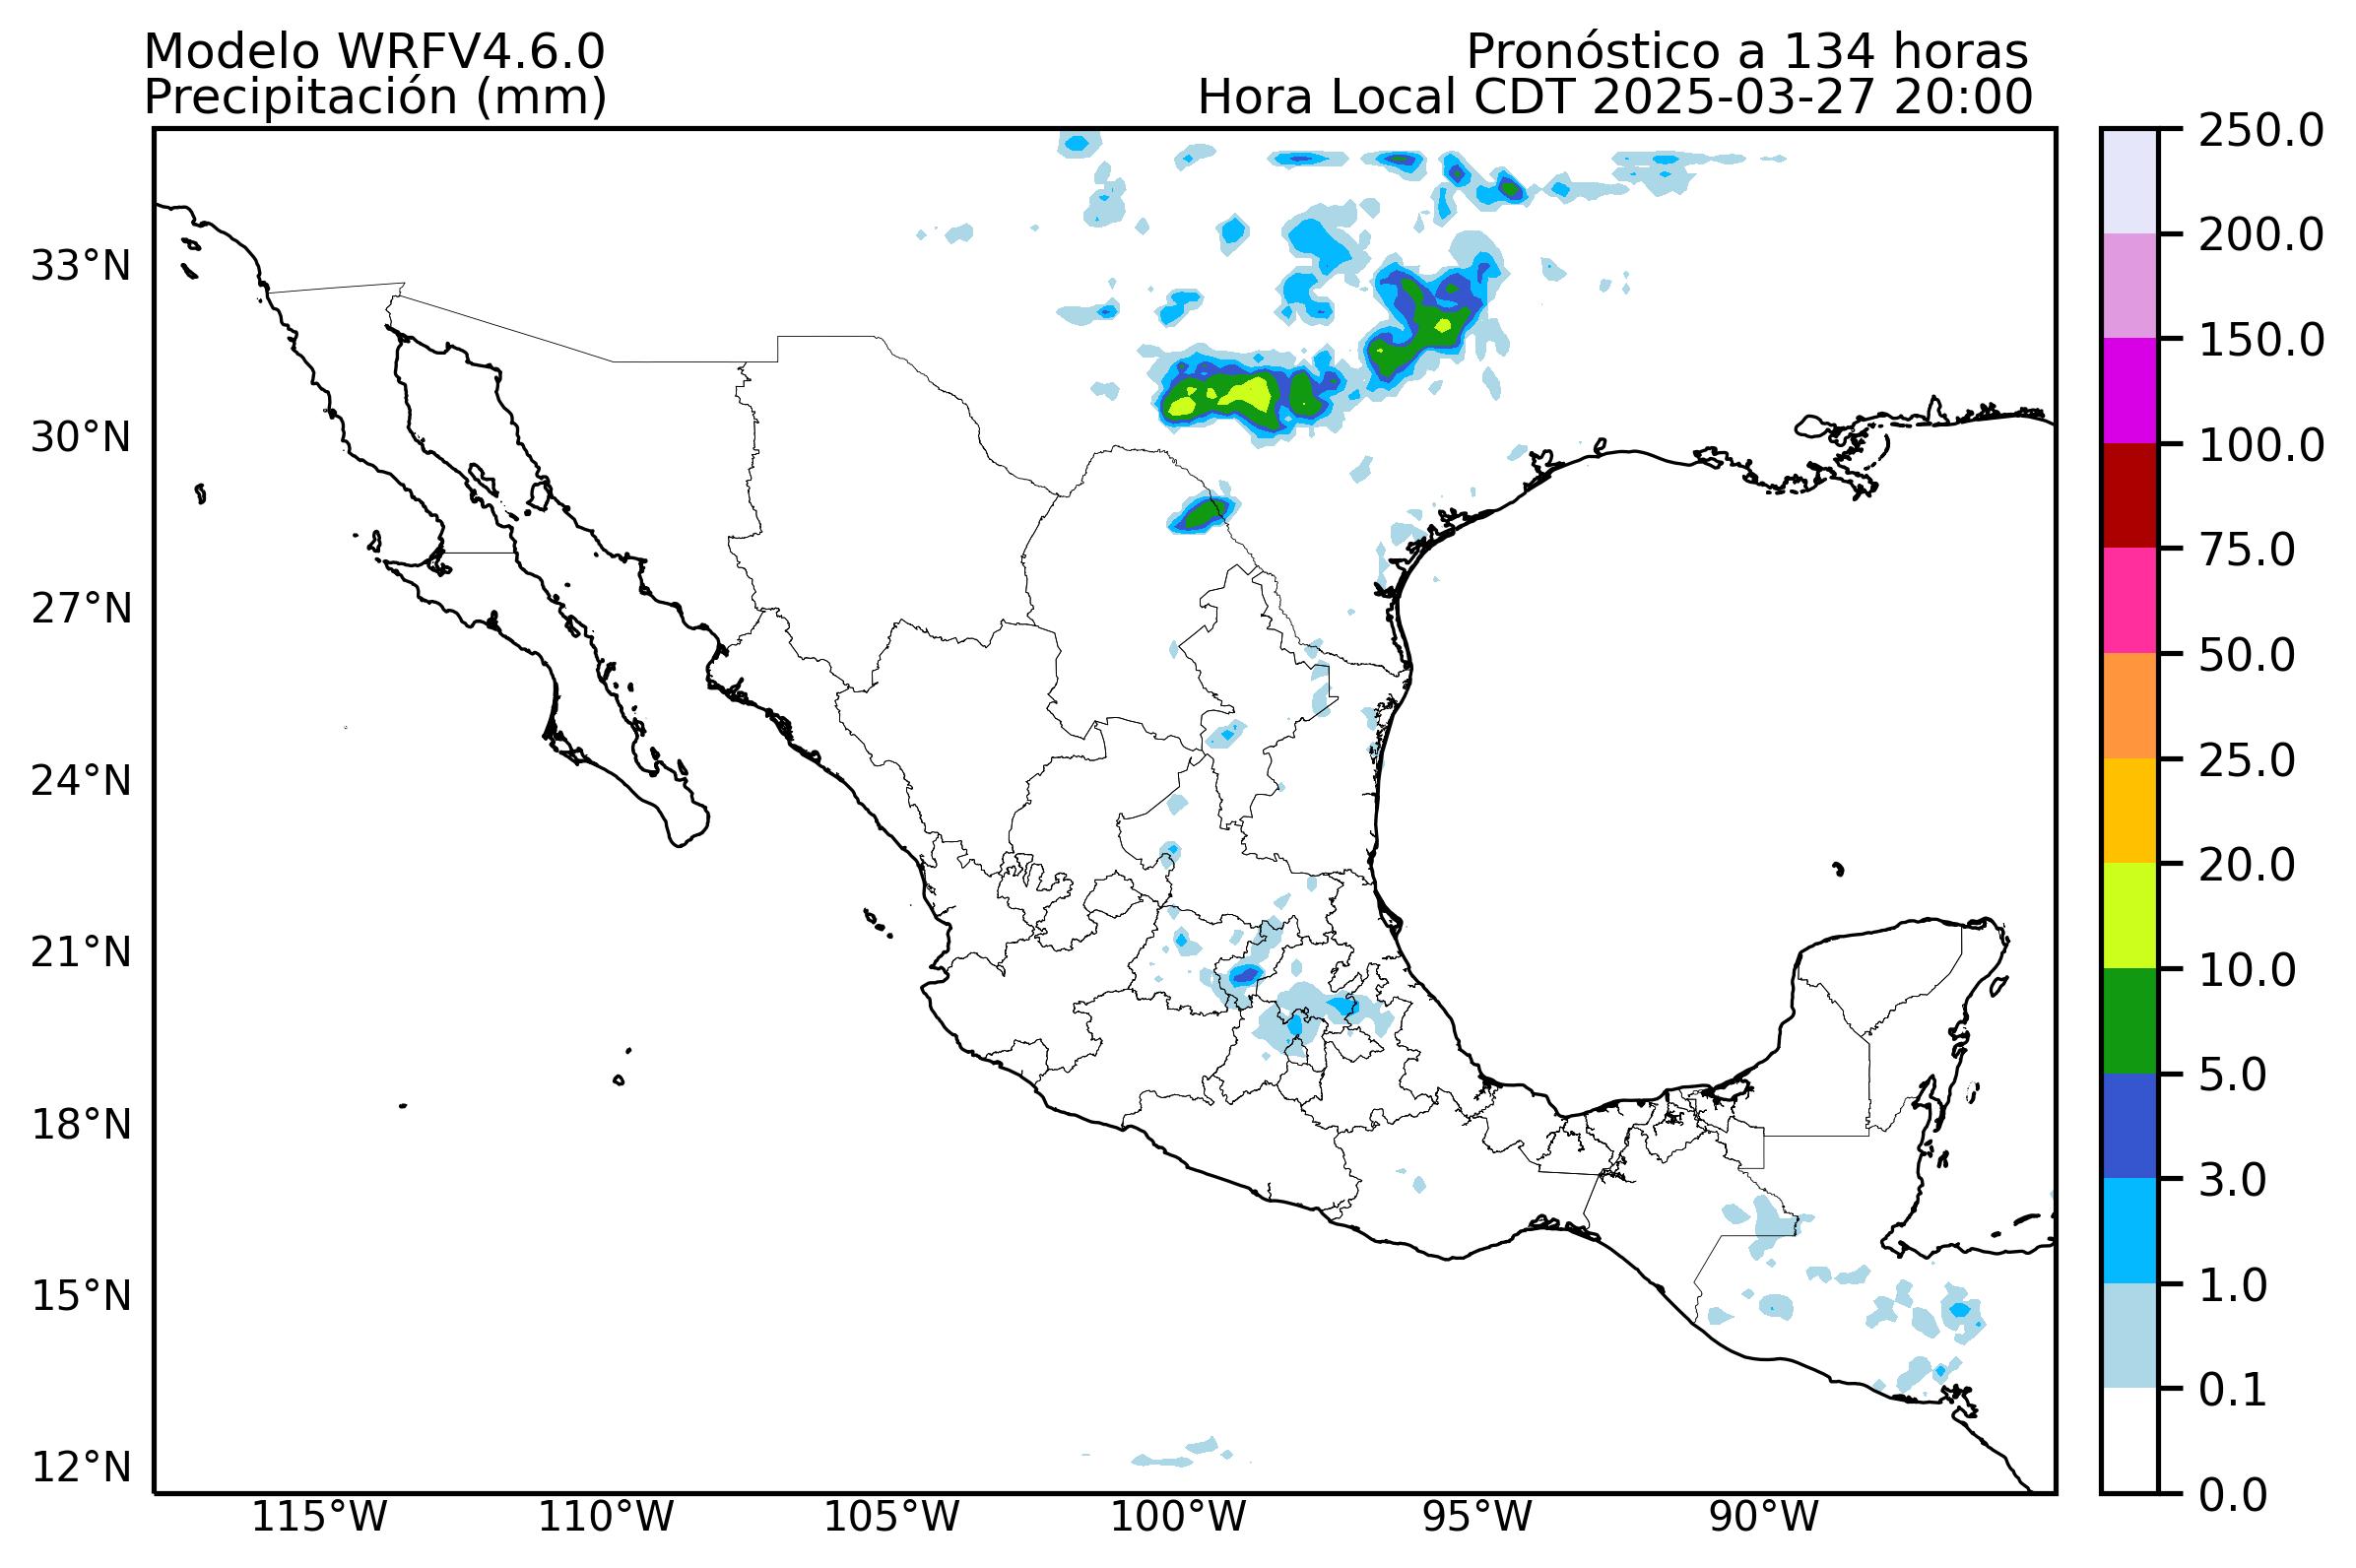 Modelo WRFV4.6.0
Pronóstico a 134 horas
Precipitación (mm)
Hora Local CDT 2025-03-27 20:00
33°N
30°N
27°N
24°N
21°N
18°N
15°N
12°N
115°W
110°W
105°W
100°W
95°W
90°W
250.0
200.0
150.0
100.0
75.0
50.0
25.0
20.0
10.0
5.0
3.0
1.0
0.1
0.0